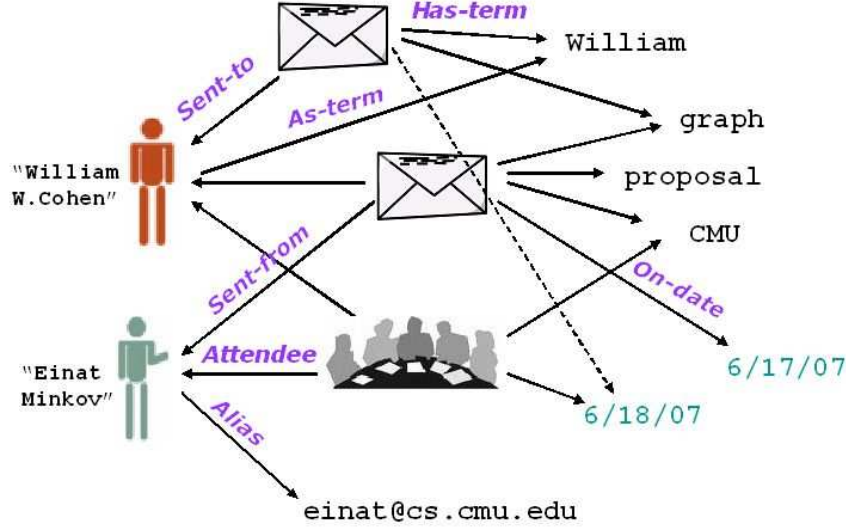 Has-term
William
Sent-to
As-term
graph
"William
W.Cohen"
proposal
CMU
Sent-from
On-date
Attendee
6/17/07
"Einat
Minkov"
6/18/07
Alias
einat@cs.cmu.edu